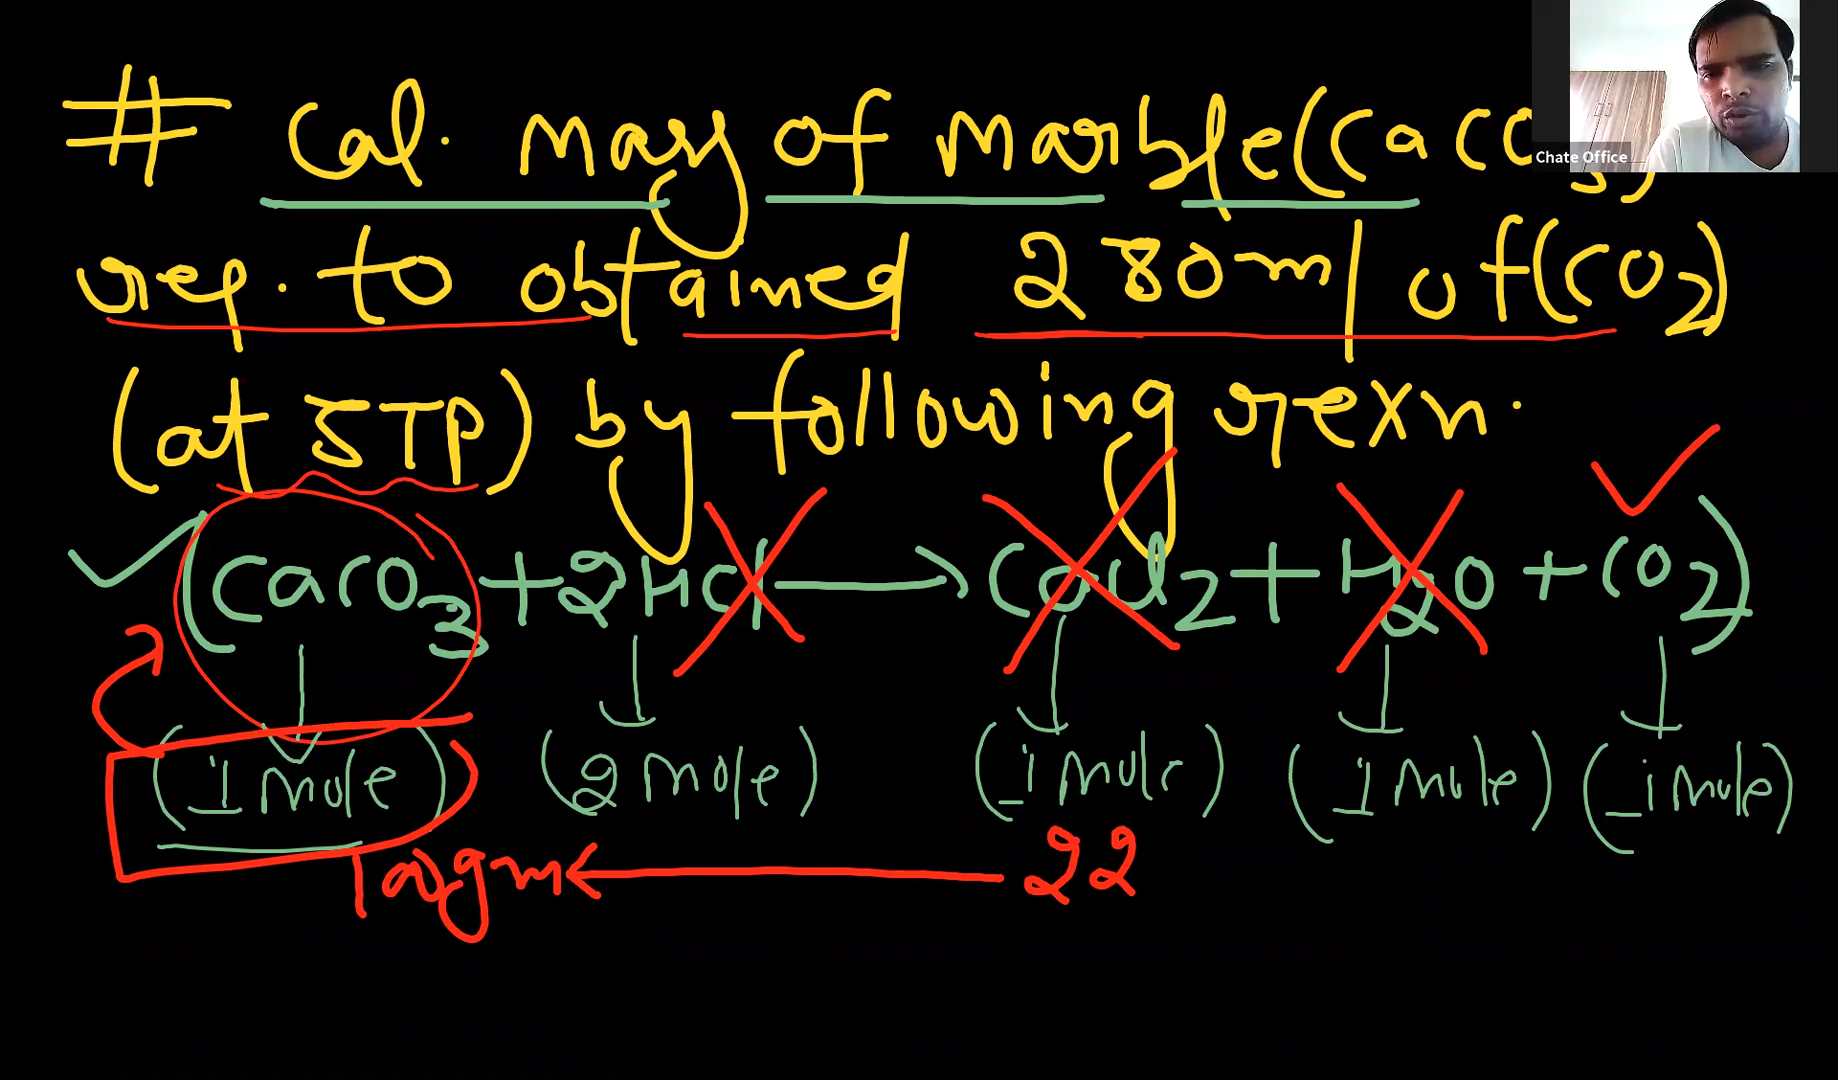 # Cal. mass of marble(CaCO3)
req. to obtained 280ml of(CO2)
(at STP) by following rexn.
(CaCO3 + 2HCl → CaCl2 + H2O + CO2)
(1 mole) (2 mole) (1 mole) (1 mole) (1 mole)
100gm ← 22
Chate Office